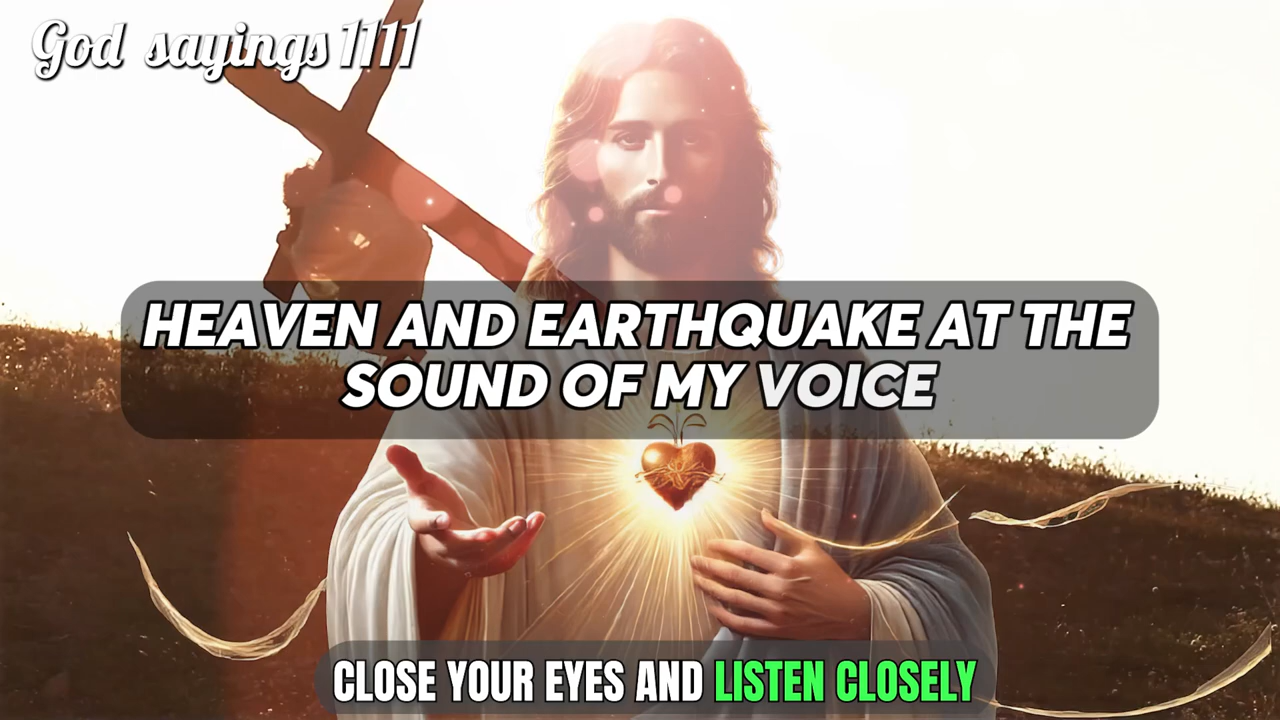 God sayings 1111
HEAVEN AND EARTHQUAKE AT THE
SOUND OF MY VOICE
CLOSE YOUR EYES AND LISTEN CLOSELY